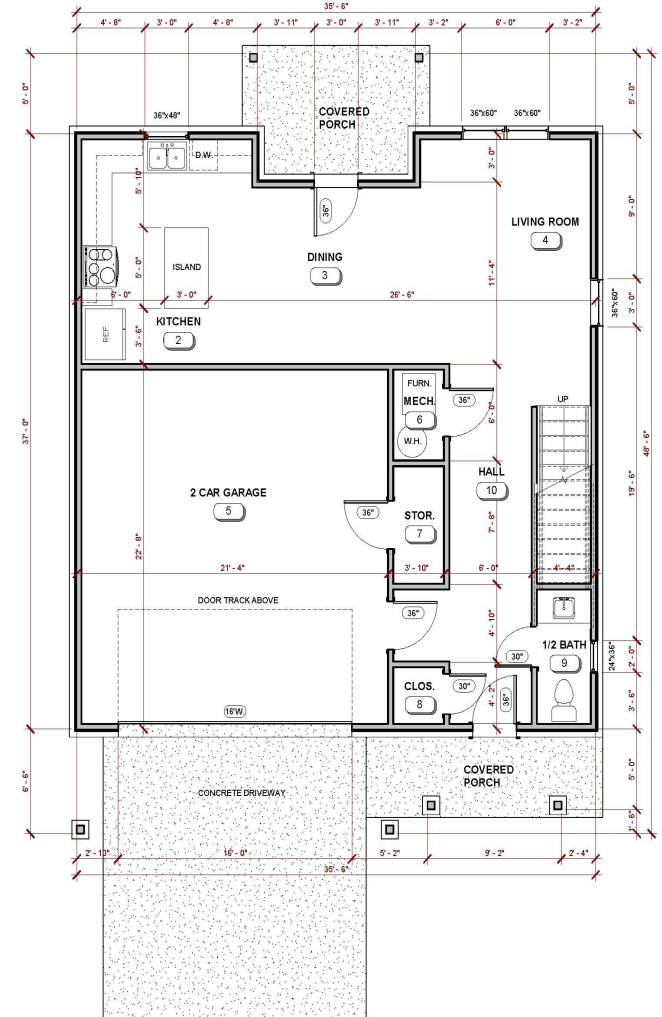 35' - 6"
4' - 8"
3' - 0"
4' - 8"
3' - 11"
3' - 0"
3' - 11"
3' - 2"
6' - 0"
3' - 2"
5' - 0"
5' - 0"
COVERED
PORCH
36"x48"
36"x60"
36"x60"
D.W.
5' - 10"
3' - 0"
36"
9' - 0"
LIVING ROOM
4
DINING
3
ISLAND
5' - 0"
11' - 4"
6' - 0"
3' - 0"
26' - 6"
36"x60"
3' - 0"
KITCHEN
2
REF.
3' - 6"
FURN.
MECH.
6
W.H.
36"
6' - 0"
UP
37' - 0"
48' - 6"
2 CAR GARAGE
5
HALL
10
19' - 6"
36"
STOR.
7
7' - 8"
22' - 8"
21' - 4"
3' - 10"
6' - 0"
4' - 4"
DOOR TRACK ABOVE
36"
4' - 10"
30"
1/2 BATH
9
24"x36"
2' - 0"
CLOS.
8
30"
4' - 2"
36"
3' - 6"
16'W.
COVERED
PORCH
6' - 6"
5' - 0"
CONCRETE DRIVEWAY
1' - 6"
2' - 10"
16' - 0"
5' - 2"
9' - 2"
2' - 4"
35' - 6"